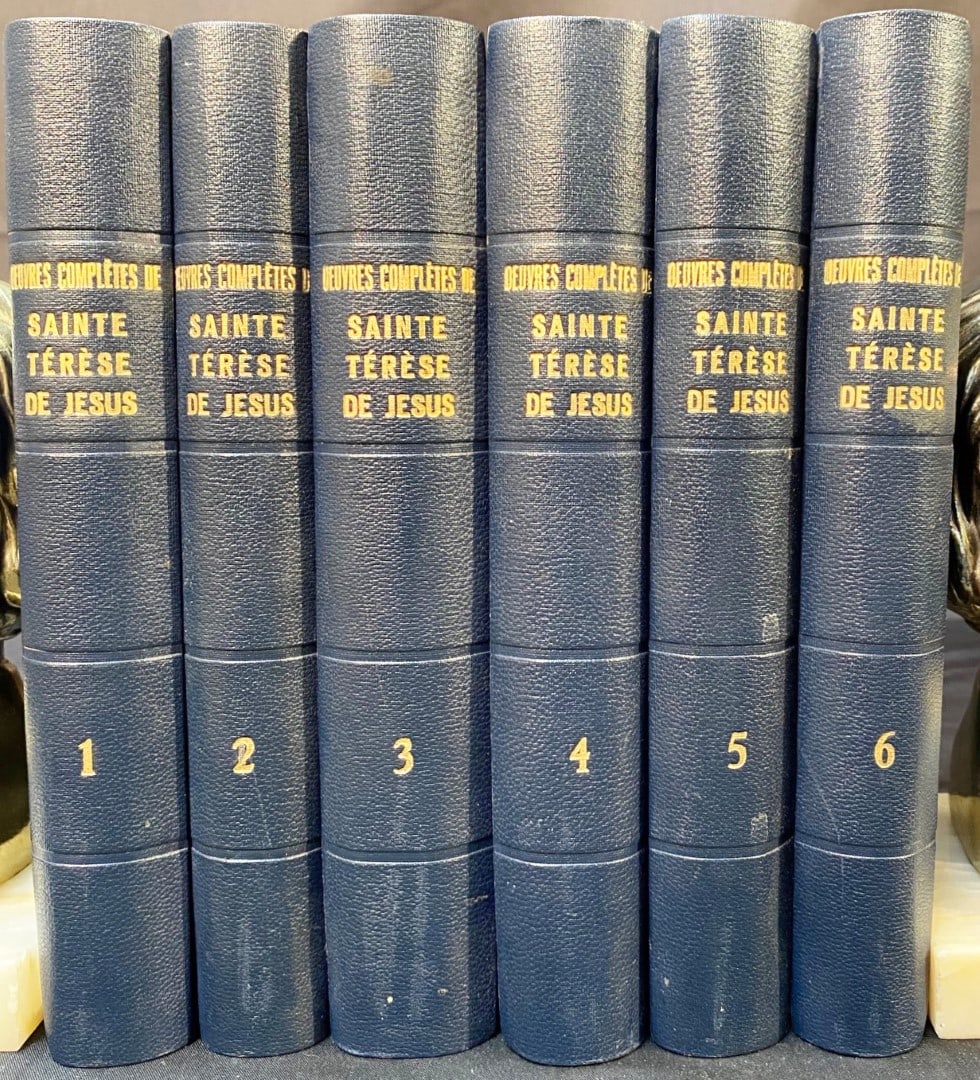 OEUVRES COMPLÈTES DE
SAINTE
TÉRÈSE
DE JESUS
1
OEUVRES COMPLÈTES DE
SAINTE
TÉRÈSE
DE JESUS
2
OEUVRES COMPLÈTES DE
SAINTE
TÉRÈSE
DE JESUS
3
OEUVRES COMPLÈTES DE
SAINTE
TÉRÈSE
DE JESUS
4
OEUVRES COMPLÈTES D
SAINTE
TÉRÈSE
DE JESUS
5
OEUVRES COMPLÈTES DE
SAINTE
TÉRÈSE
DE JESUS
6